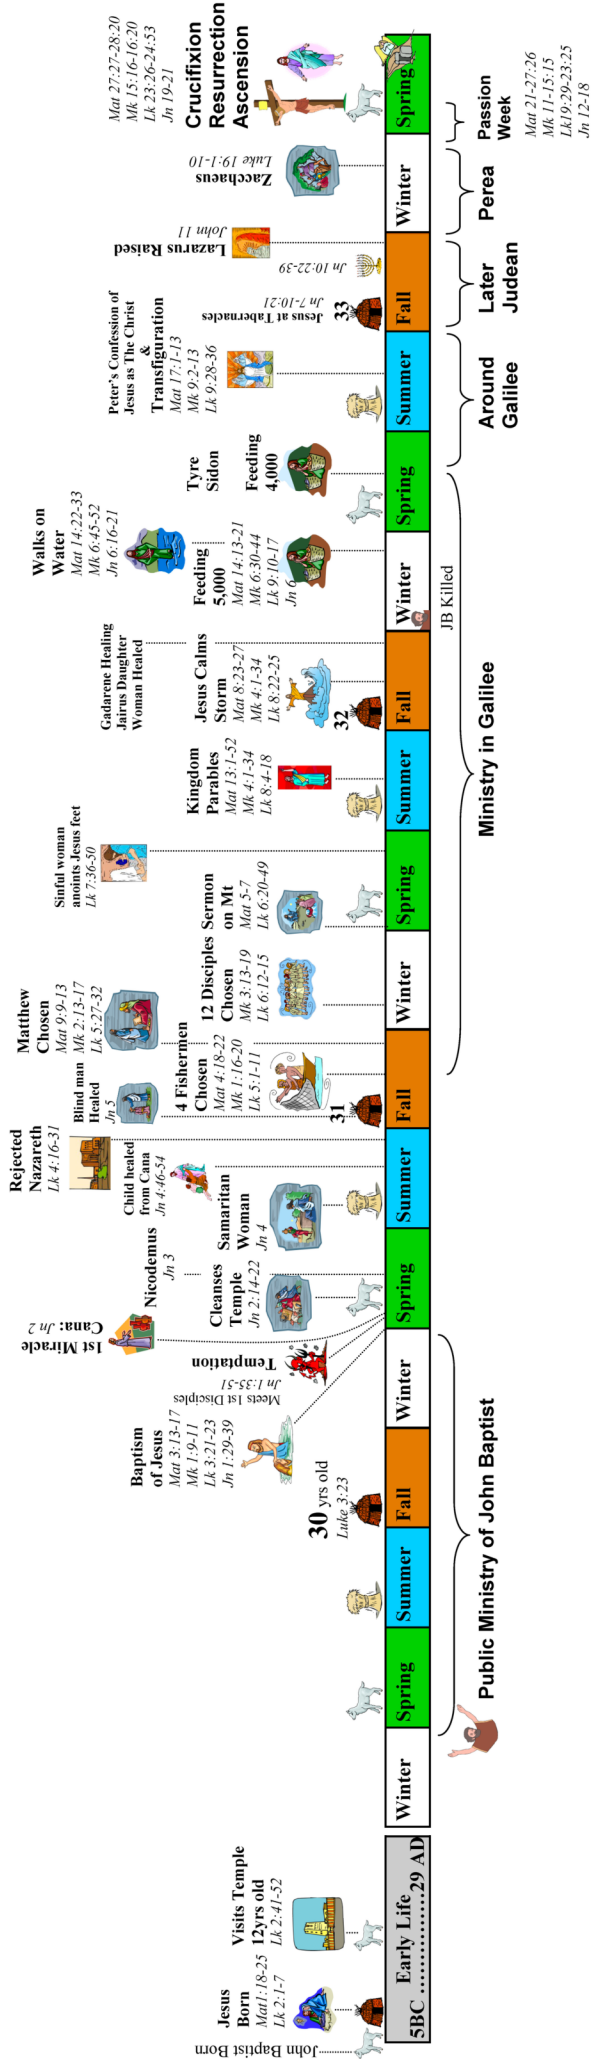 John Baptist Born
Jesus
Born
Mat1:18-25
Lk 2:1-7
Visits Temple
12yrs old
Lk 2:41-52
Early Life
5BC ...............29 AD
Winter
Spring
Summer
Fall
Winter
Spring
Summer
Fall
Winter
Spring
Summer
Fall
Winter
Spring
Summer
Fall
Winter
Spring
Public Ministry of John Baptist
30 yrs old
Luke 3:23
Baptism
of Jesus
Mat 3:13-17
Mk 1:9-11
Lk 3:21-23
Jn 1:29-39
Meets 1st Disciples
Jn 1:35-51
Temptation
1st Miracle
Cana: Jn 2
Cleanses
Temple
Jn 2:14-22
Nicodemus
Jn 3
Samaritan
Woman
Jn 4
Child healed
from Cana
Jn 4:46-54
Rejected
Nazareth
Lk 4:16-31
31
Blind man
Healed
Jn 5
4 Fishermen
Chosen
Mat 4:18-22
Mk 1:16-20
Lk 5:1-11
Matthew
Chosen
Mat 9:9-13
Mk 2:13-17
Lk 5:27-32
12 Disciples
Chosen
Mk 3:13-19
Lk 6:12-15
Sermon
on Mt
Mat 5-7
Lk 6:20-49
Sinful woman
anoints Jesus feet
Lk 7:36-50
Kingdom
Parables
Mat 13:1-52
Mk 4:1-34
Lk 8:4-18
32
Jesus Calms
Storm
Mat 8:23-27
Mk 4:1-34
Lk 8:22-25
Gadarene Healing
Jairus Daughter
Woman Healed
JB Killed
Ministry in Galilee
Feeding
5,000
Mat 14:13-21
Mk 6:30-44
Lk 9:10-17
Jn 6
Walks on
Water
Mat 14:22-33
Mk 6:45-52
Jn 6:16-21
Tyre
Sidon
Feeding
4,000
Peter's Confession of
Jesus as The Christ
&
Transfiguration
Mat 17:1-13
Mk 9:2-13
Lk 9:28-36
Around
Galilee
33
Jesus at Tabernacles
Jn 7-10:21
Jn 10:22-39
Lazarus Raised
John 11
Later
Judean
Zacchaeus
Luke 19:1-10
Perea
Mat 27:27-28:20
Mk 15:16-16:20
Lk 23:26-24:53
Jn 19-21
Crucifixion
Resurrection
Ascension
Passion
Week
Mat 21-27:26
Mk 11-15:15
Lk19:29-23:25
Jn 12-18